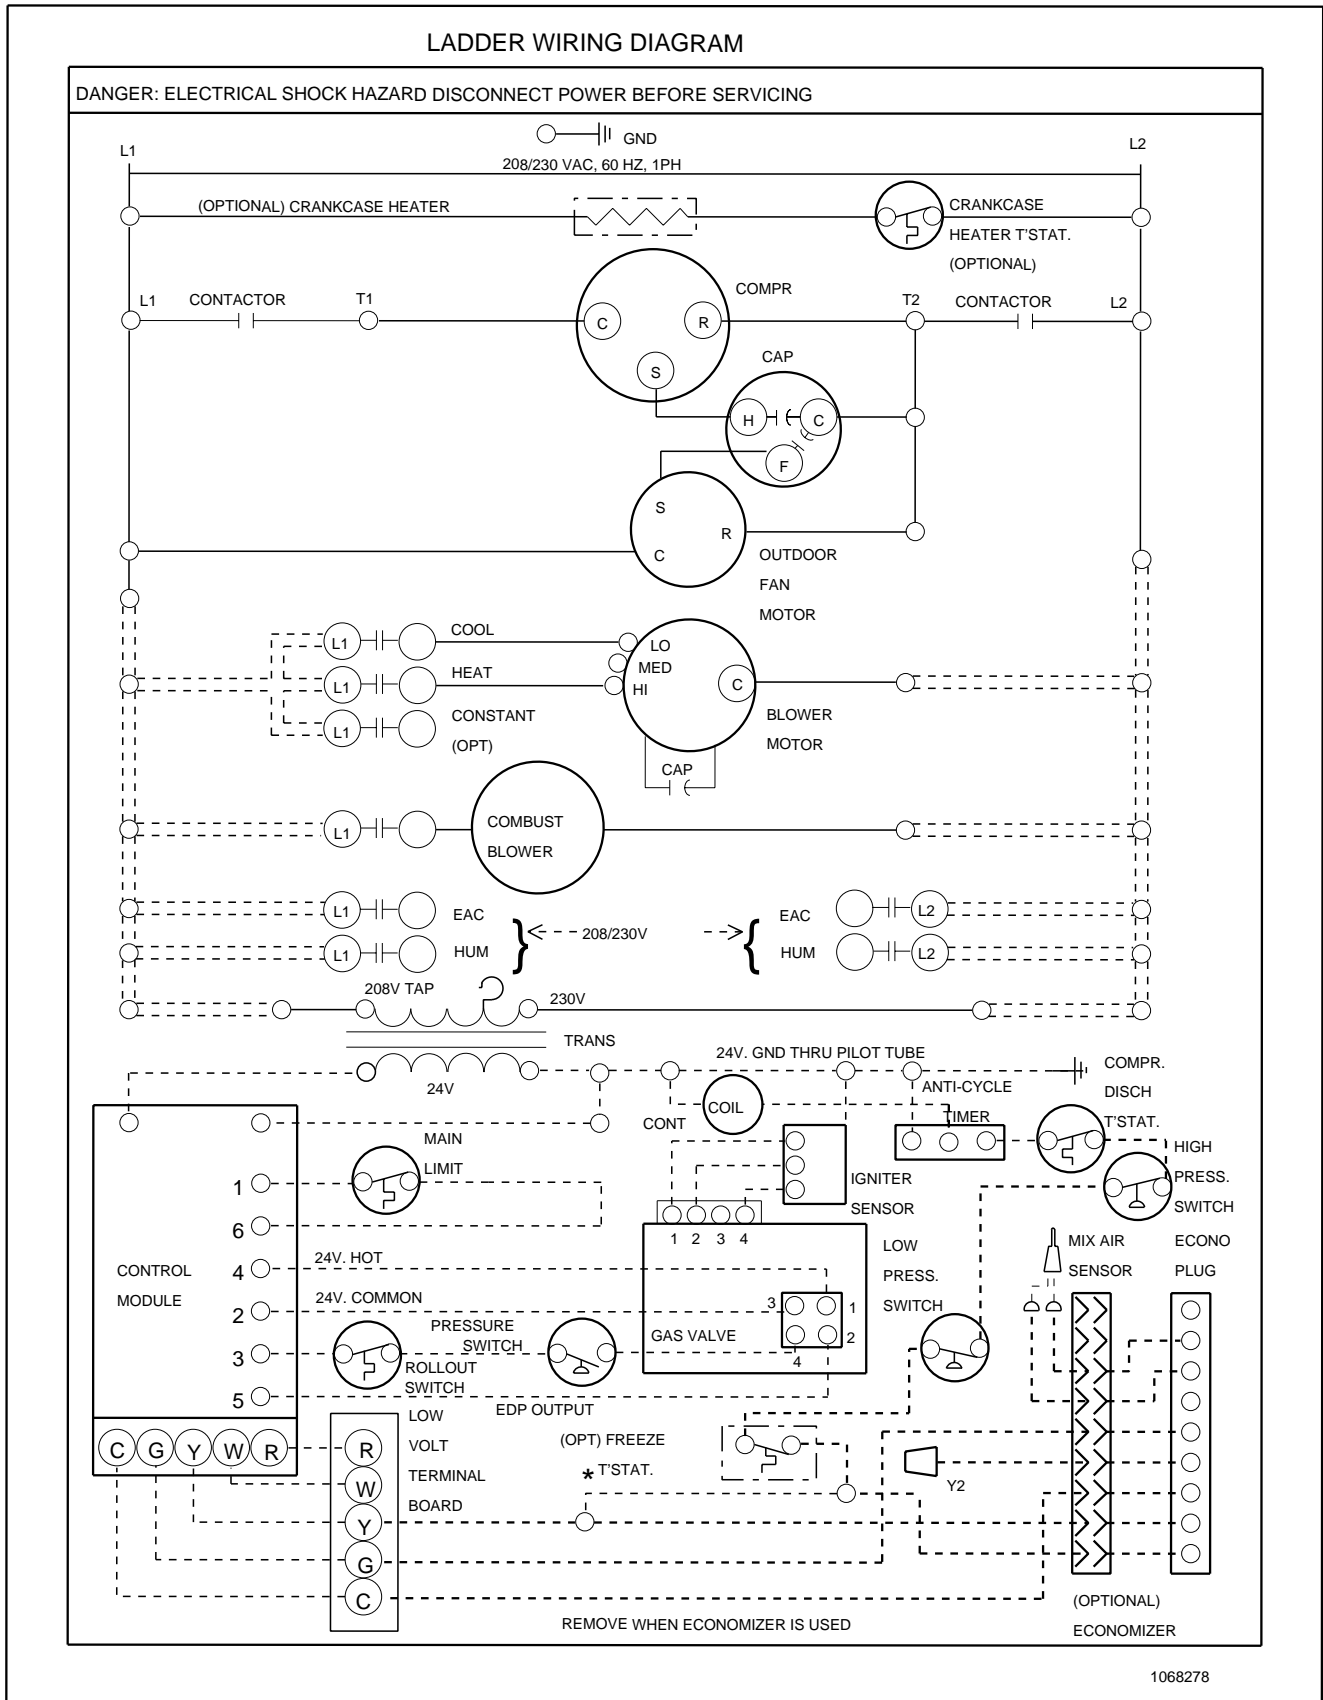 LADDER WIRING DIAGRAM
DANGER: ELECTRICAL SHOCK HAZARD DISCONNECT POWER BEFORE SERVICING
GND
L1
L2
208/230 VAC, 60 HZ, 1PH
(OPTIONAL) CRANKCASE HEATER
CRANKCASE
HEATER T'STAT.
(OPTIONAL)
COMPR
L1
CONTACTOR
T1
T2
CONTACTOR
L2
C
R
S
CAP
H
C
F
S
R
C
OUTDOOR
FAN
MOTOR
L1
COOL
LO
MED
HI
L1
HEAT
C
L1
CONSTANT
(OPT)
BLOWER
MOTOR
CAP
L1
COMBUST
BLOWER
L1
EAC
EAC
L2
208/230V
L1
HUM
HUM
L2
208V TAP
230V
TRANS
24V
24V. GND THRU PILOT TUBE
COMPR.
DISCH
T'STAT.
CONT
COIL
ANTI-CYCLE
TIMER
HIGH
PRESS.
SWITCH
MAIN
LIMIT
IGNITER
SENSOR
1
6
4
2
3
5
CONTROL
MODULE
24V. HOT
24V. COMMON
PRESSURE
SWITCH
ROLLOUT
SWITCH
1 2 3 4
GAS VALVE
3
1
2
4
LOW
PRESS.
SWITCH
MIX AIR
SENSOR
ECONO
PLUG
EDP OUTPUT
C G Y W R
LOW
VOLT
TERMINAL
BOARD
R
W
Y
G
C
(OPT) FREEZE
* T'STAT.
Y2
REMOVE WHEN ECONOMIZER IS USED
(OPTIONAL)
ECONOMIZER
1068278